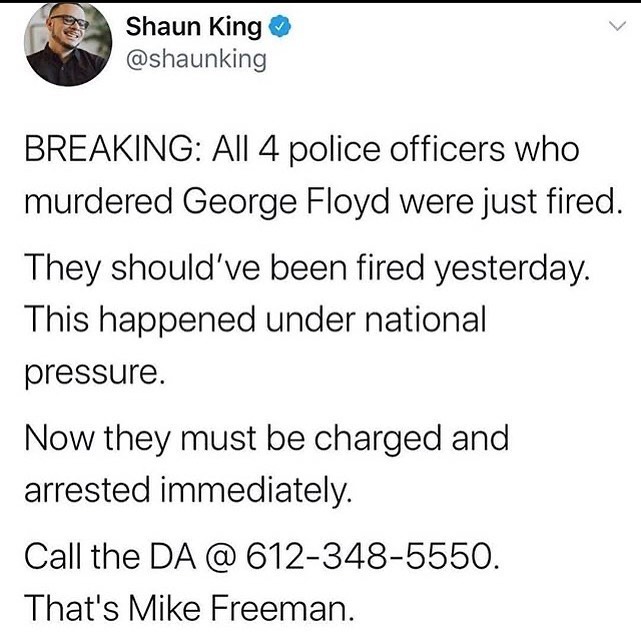 Shaun King
@shaunking
BREAKING: All 4 police officers who
murdered George Floyd were just fired.
They should've been fired yesterday.
This happened under national
pressure.
Now they must be charged and
arrested immediately.
Call the DA @ 612-348-5550.
That's Mike Freeman.